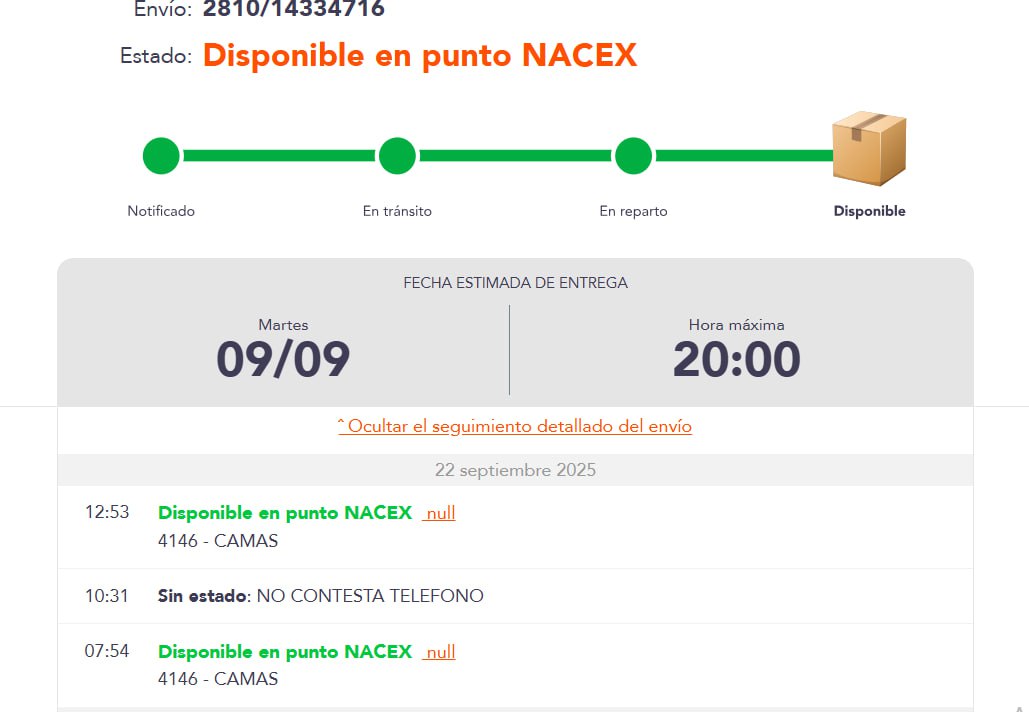 Envío: 2810/14334716
Estado: Disponible en punto NACEX
Notificado En tránsito En reparto Disponible
FECHA ESTIMADA DE ENTREGA
Martes Hora máxima
09/09 20:00
^ Ocultar el seguimiento detallado del envío
22 septiembre 2025
12:53 Disponible en punto NACEX null
4146 - CAMAS
10:31 Sin estado: NO CONTESTA TELEFONO
07:54 Disponible en punto NACEX null
4146 - CAMAS